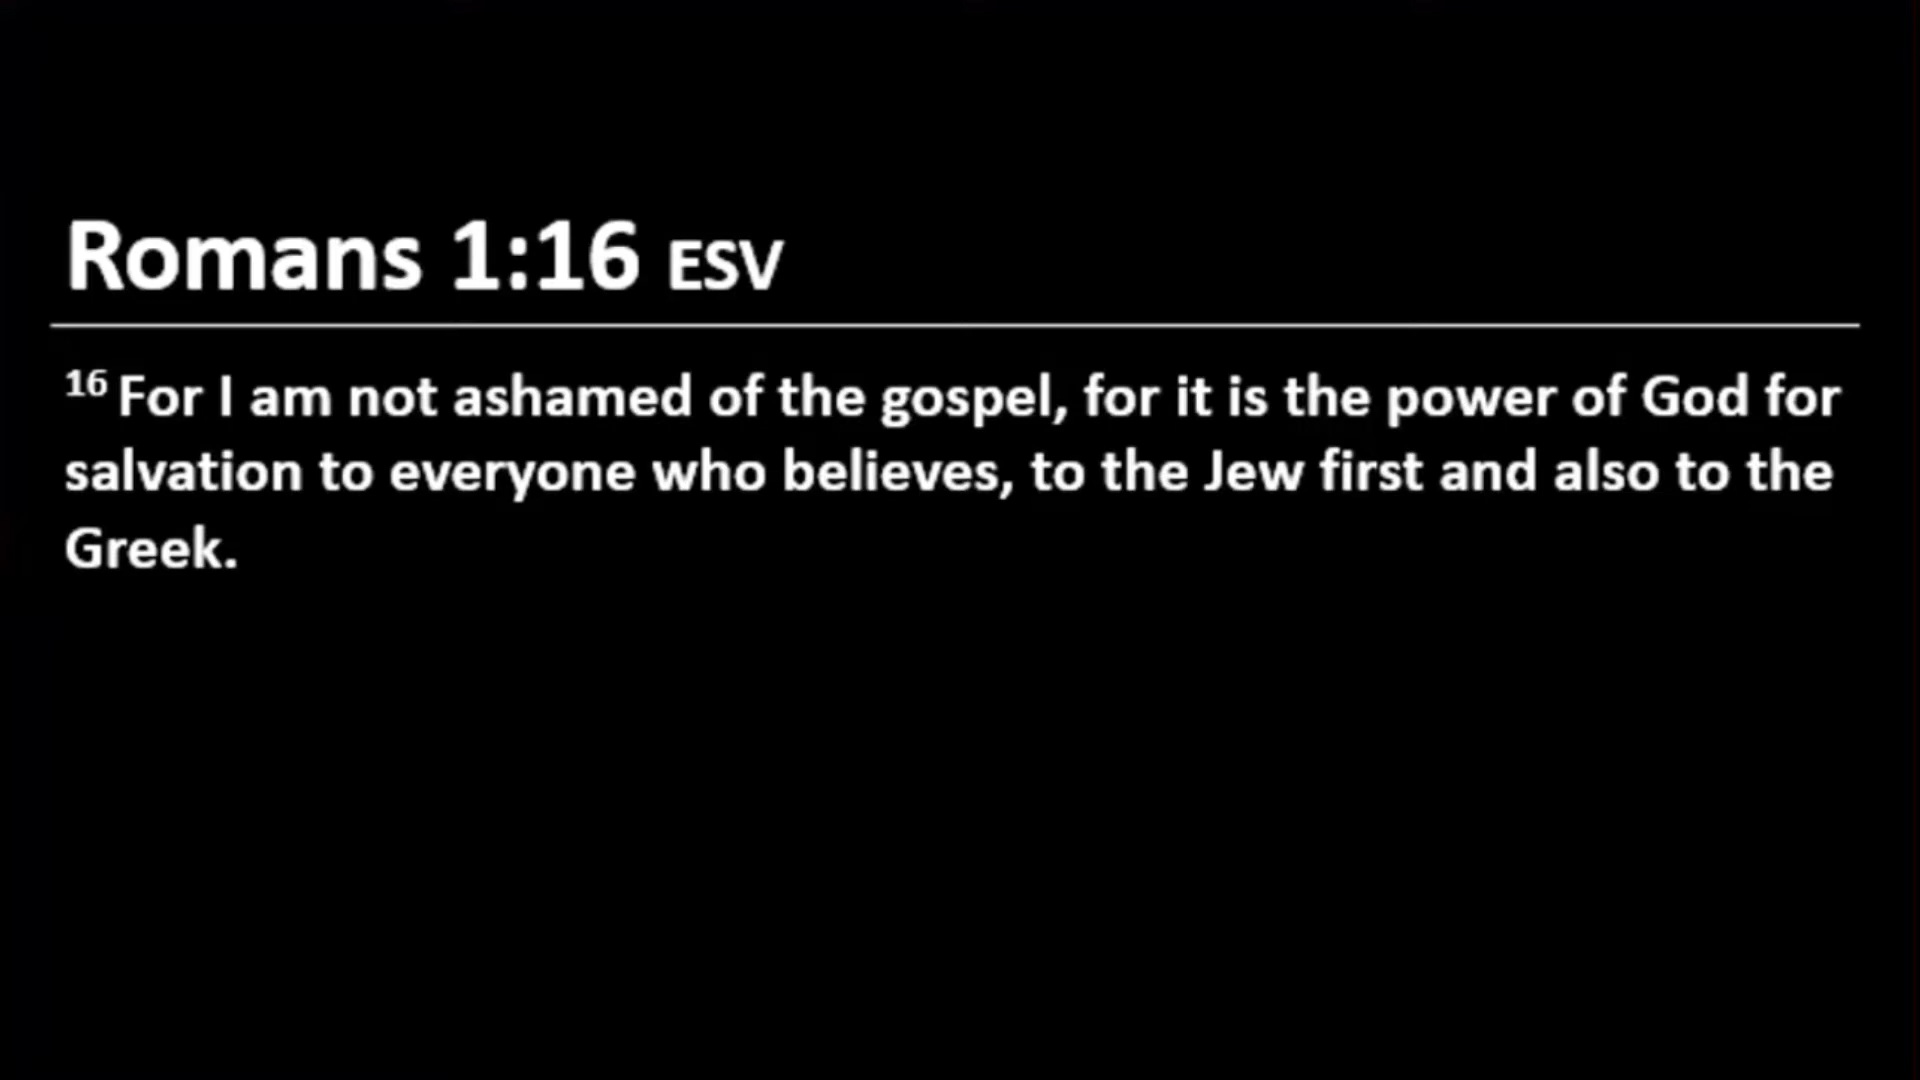 Romans 1:16 ESV
16 For I am not ashamed of the gospel, for it is the power of God for
salvation to everyone who believes, to the Jew first and also to the
Greek.